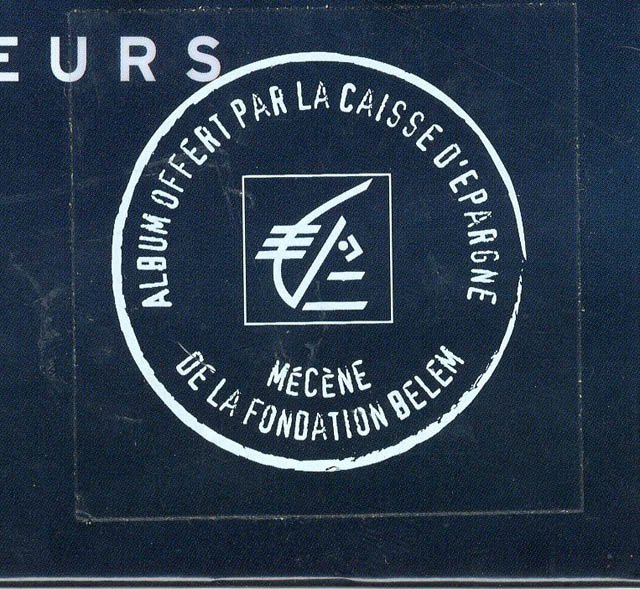 EURS
ALBUM OFFERT PAR LA CAISSE D'EPARGNE
MÉCÈNE
DE LA FONDATION BELEM